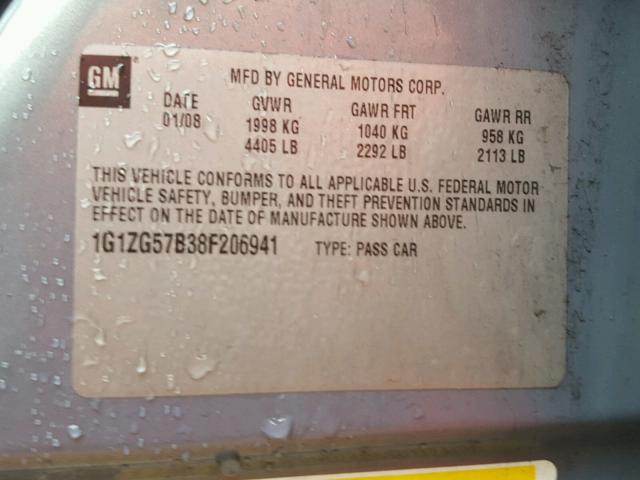 GM
MFD BY GENERAL MOTORS CORP.
DATE GVWR GAWR FRT GAWR RR
01/08 1998 KG 1040 KG 958 KG
4405 LB 2292 LB 2113 LB
THIS VEHICLE CONFORMS TO ALL APPLICABLE U.S. FEDERAL MOTOR
VEHICLE SAFETY, BUMPER, AND THEFT PREVENTION STANDARDS IN
EFFECT ON THE DATE OF MANUFACTURE SHOWN ABOVE.
1G1ZG57B38F206941 TYPE: PASS CAR